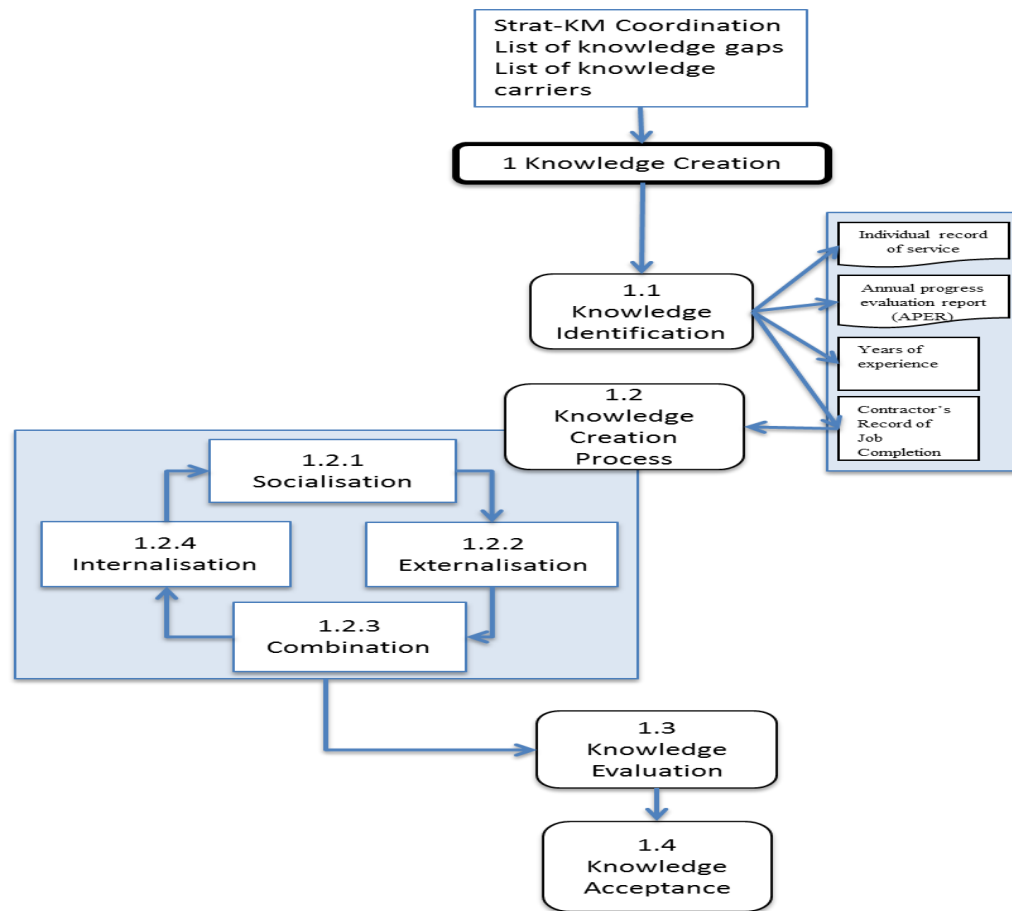 Strat-KM Coordination
List of knowledge gaps
List of knowledge
carriers
1 Knowledge Creation
Individual record
of service
1.1
Knowledge
Identification
Annual progress
evaluation report
(APER)
Years of
experience
1.2
Knowledge
Creation
Process
Contractor's
Record of
Job
Completion
1.2.1
Socialisation
1.2.4
Internalisation
1.2.2
Externalisation
1.2.3
Combination
1.3
Knowledge
Evaluation
1.4
Knowledge
Acceptance